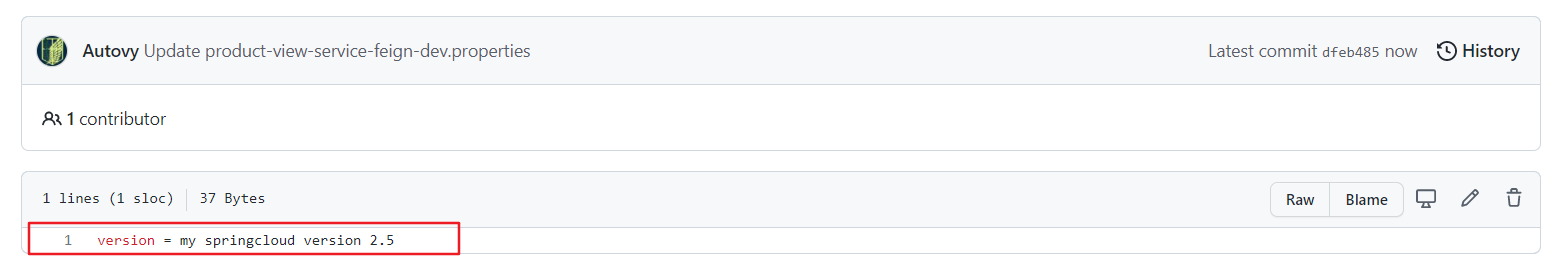 Autovy Update product-view-service-feign-dev.properties Latest commit dfeb485 now History
1 contributor
1 lines (1 sloc) 37 Bytes Raw Blame
1 version = my springcloud version 2.5